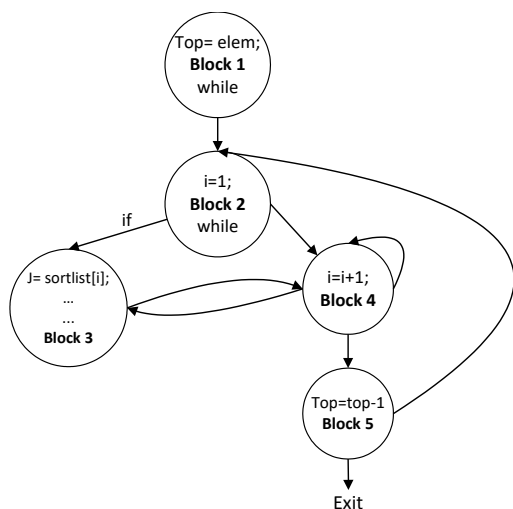 Top= elem;
Block 1
while
i=1;
Block 2
while
if
J= sortlist[i];
...
...
Block 3
i=i+1;
Block 4
Top=top-1
Block 5
Exit